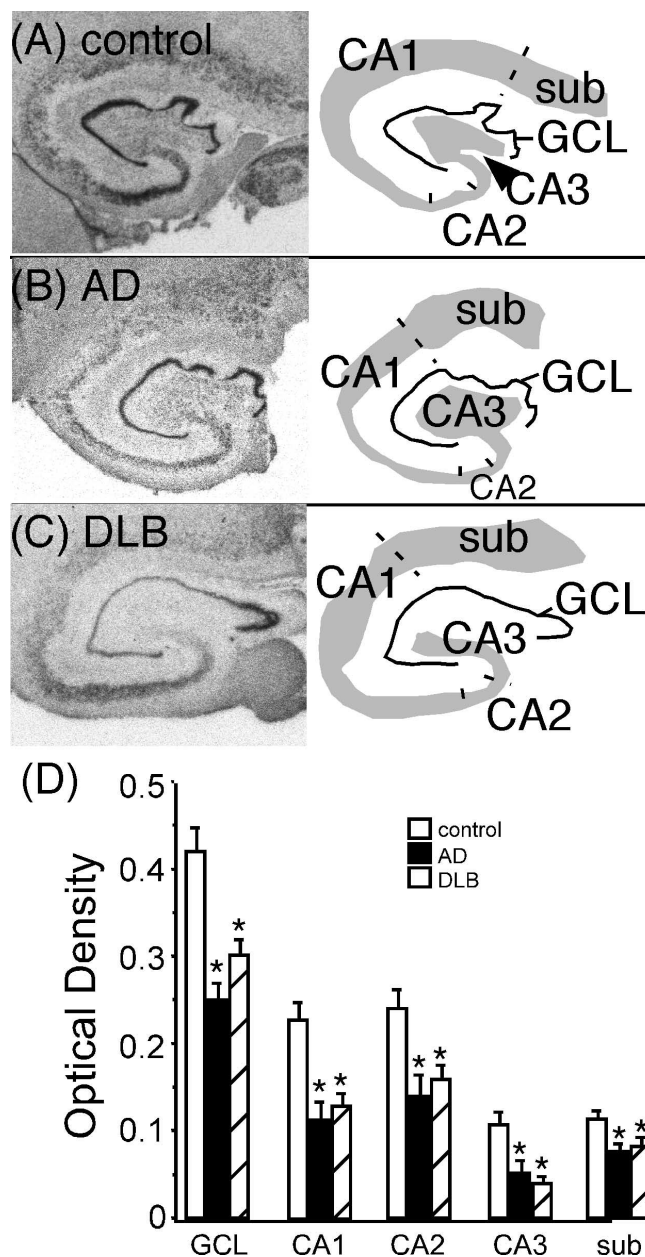 (A) control
CA1
sub
GCL
CA3
CA2
(B) AD
sub
CA1
GCL
CA3
CA2
(C) DLB
sub
CA1
GCL
CA3
CA2
(D)
Optical Density
0.5
0.4
0.3
0.2
0.1
0
control
AD
DLB
* *
* *
* *
* *
* *
GCL CA1 CA2 CA3 sub